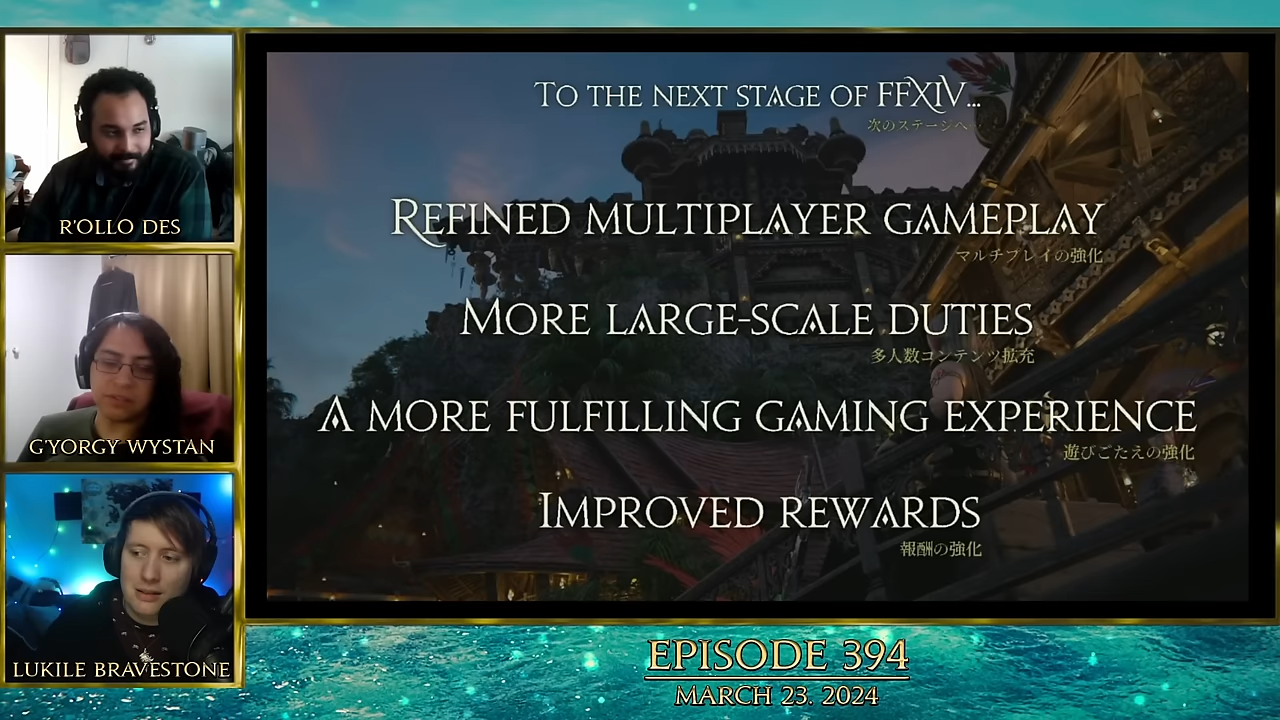 TO THE NEXT STAGE OF FFXIV...
次のステージへ
REFINED MULTIPLAYER GAMEPLAY
マルチプレイの強化
MORE LARGE-SCALE DUTIES
多人数コンテンツ拡充
A MORE FULFILLING GAMING EXPERIENCE
遊びごたえの強化
IMPROVED REWARDS
報酬の強化
R'OLLO DES
G'YORGY WYSTAN
LUKILE BRAVESTONE
EPISODE 394
MARCH 23. 2024